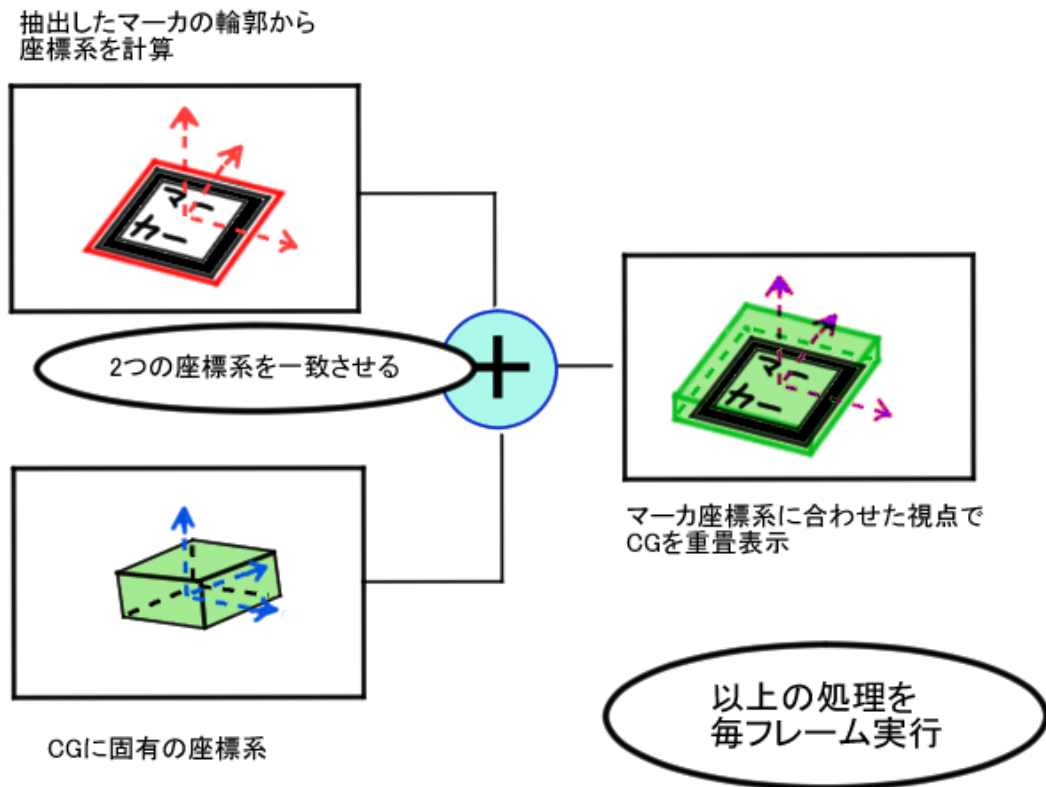 抽出したマーカの輪郭から
座標系を計算
マー
カー
2つの座標系を一致させる
+
マー
カー
マーカ座標系に合わせた視点で
CGを重畳表示
CGに固有の座標系
以上の処理を
毎フレーム実行